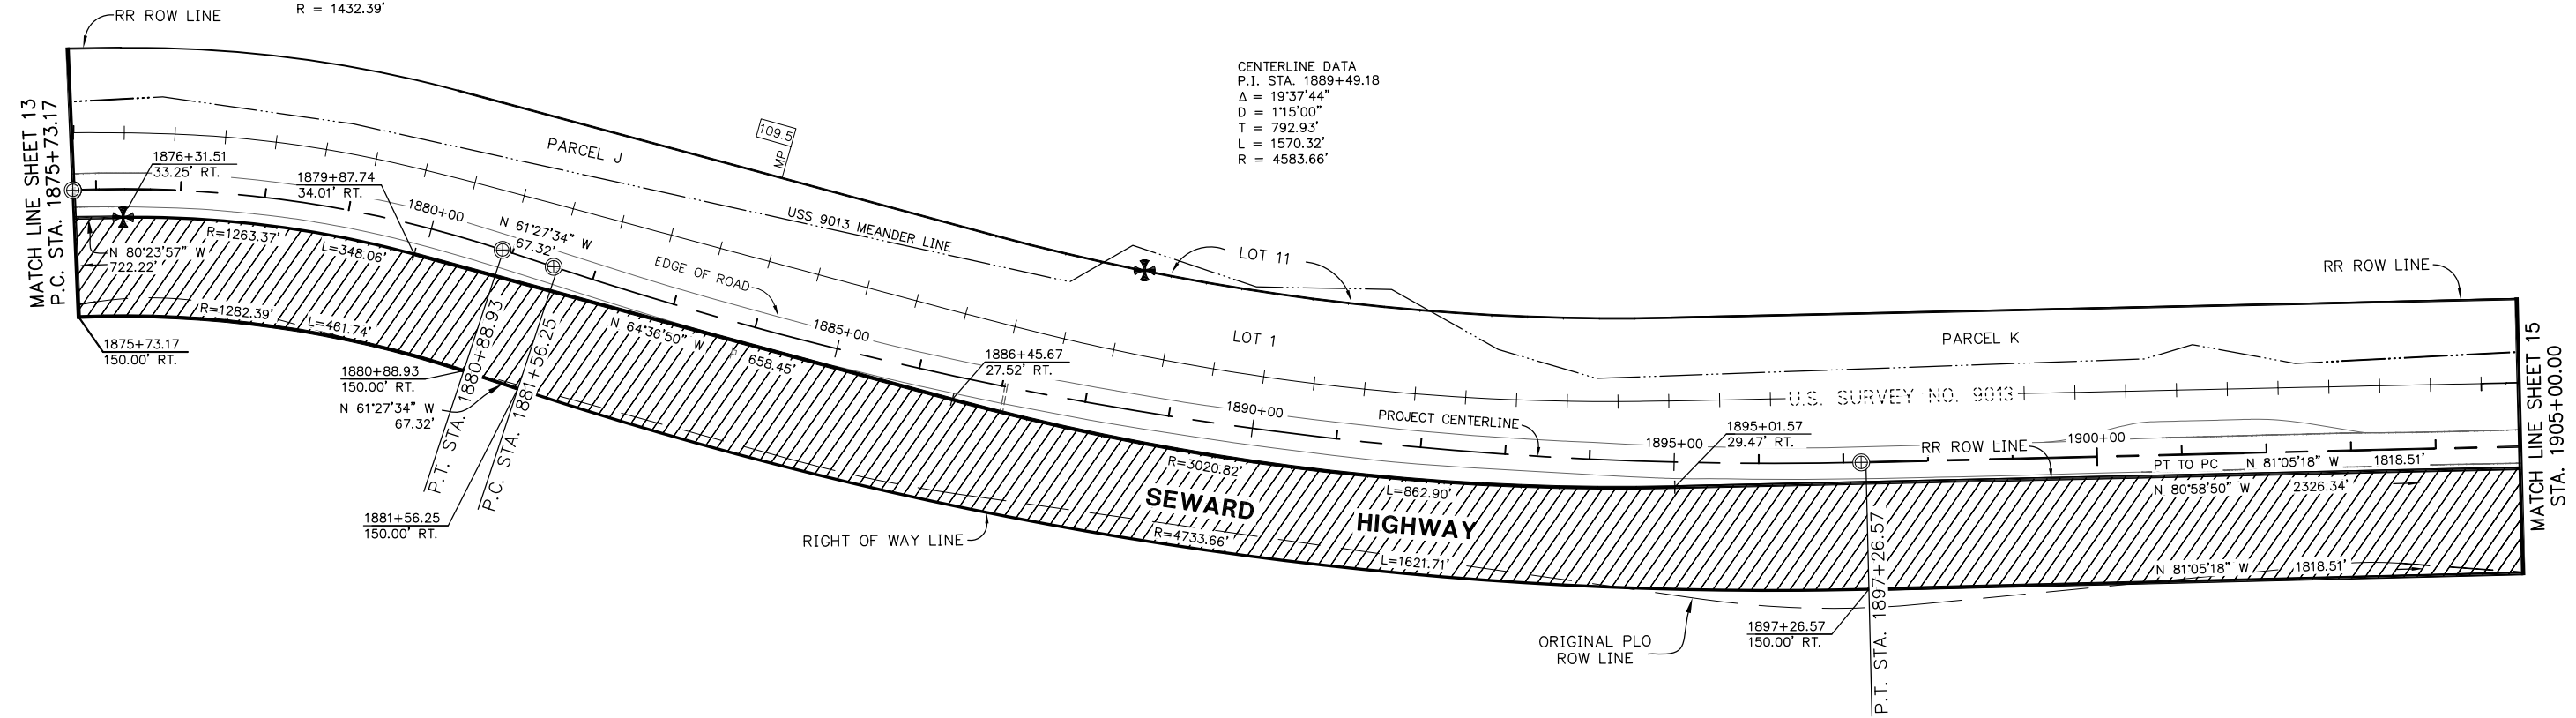 R = 1432.39'
RR ROW LINE
CENTERLINE DATA
P.I. STA. 1889+49.18
Δ = 19°37'44"
D = 1°15'00"
T = 792.93'
L = 1570.32'
R = 4583.66'
MATCH LINE SHEET 13
P.C. STA. 1875+73.17
1876+31.51
33.25' RT.
1879+87.74
34.01' RT.
PARCEL J
109.5
MP
1880+00
N 61°27'34" W
67.32'
USS 9013 MEANDER LINE
LOT 11
RR ROW LINE
R=1263.37'
L=348.06'
N 80°23'57" W
722.22'
EDGE OF ROAD
R=1282.39'
L=461.74'
N 64°36'50" W
658.45'
1885+00
LOT 1
PARCEL K
1875+73.17
150.00' RT.
1880+88.93
150.00' RT.
N 61°27'34" W
67.32'
P.T. STA. 1880+88.93
P.C. STA. 1881+56.25
1886+45.67
27.52' RT.
1890+00
PROJECT CENTERLINE
U.S. SURVEY NO. 9013
1895+00
1895+01.57
29.47' RT.
RR ROW LINE
1900+00
PT TO PC N 81°05'18" W 1818.51'
N 80°58'50" W 2326.34'
R=3020.82'
L=862.90'
SEWARD HIGHWAY
R=4733.66'
L=1621.71'
1881+56.25
150.00' RT.
RIGHT OF WAY LINE
N 81°05'18" W 1818.51'
MATCH LINE SHEET 15
STA. 1905+00.00
ORIGINAL PLO
ROW LINE
1897+26.57
150.00' RT.
P.T. STA. 1897+26.57